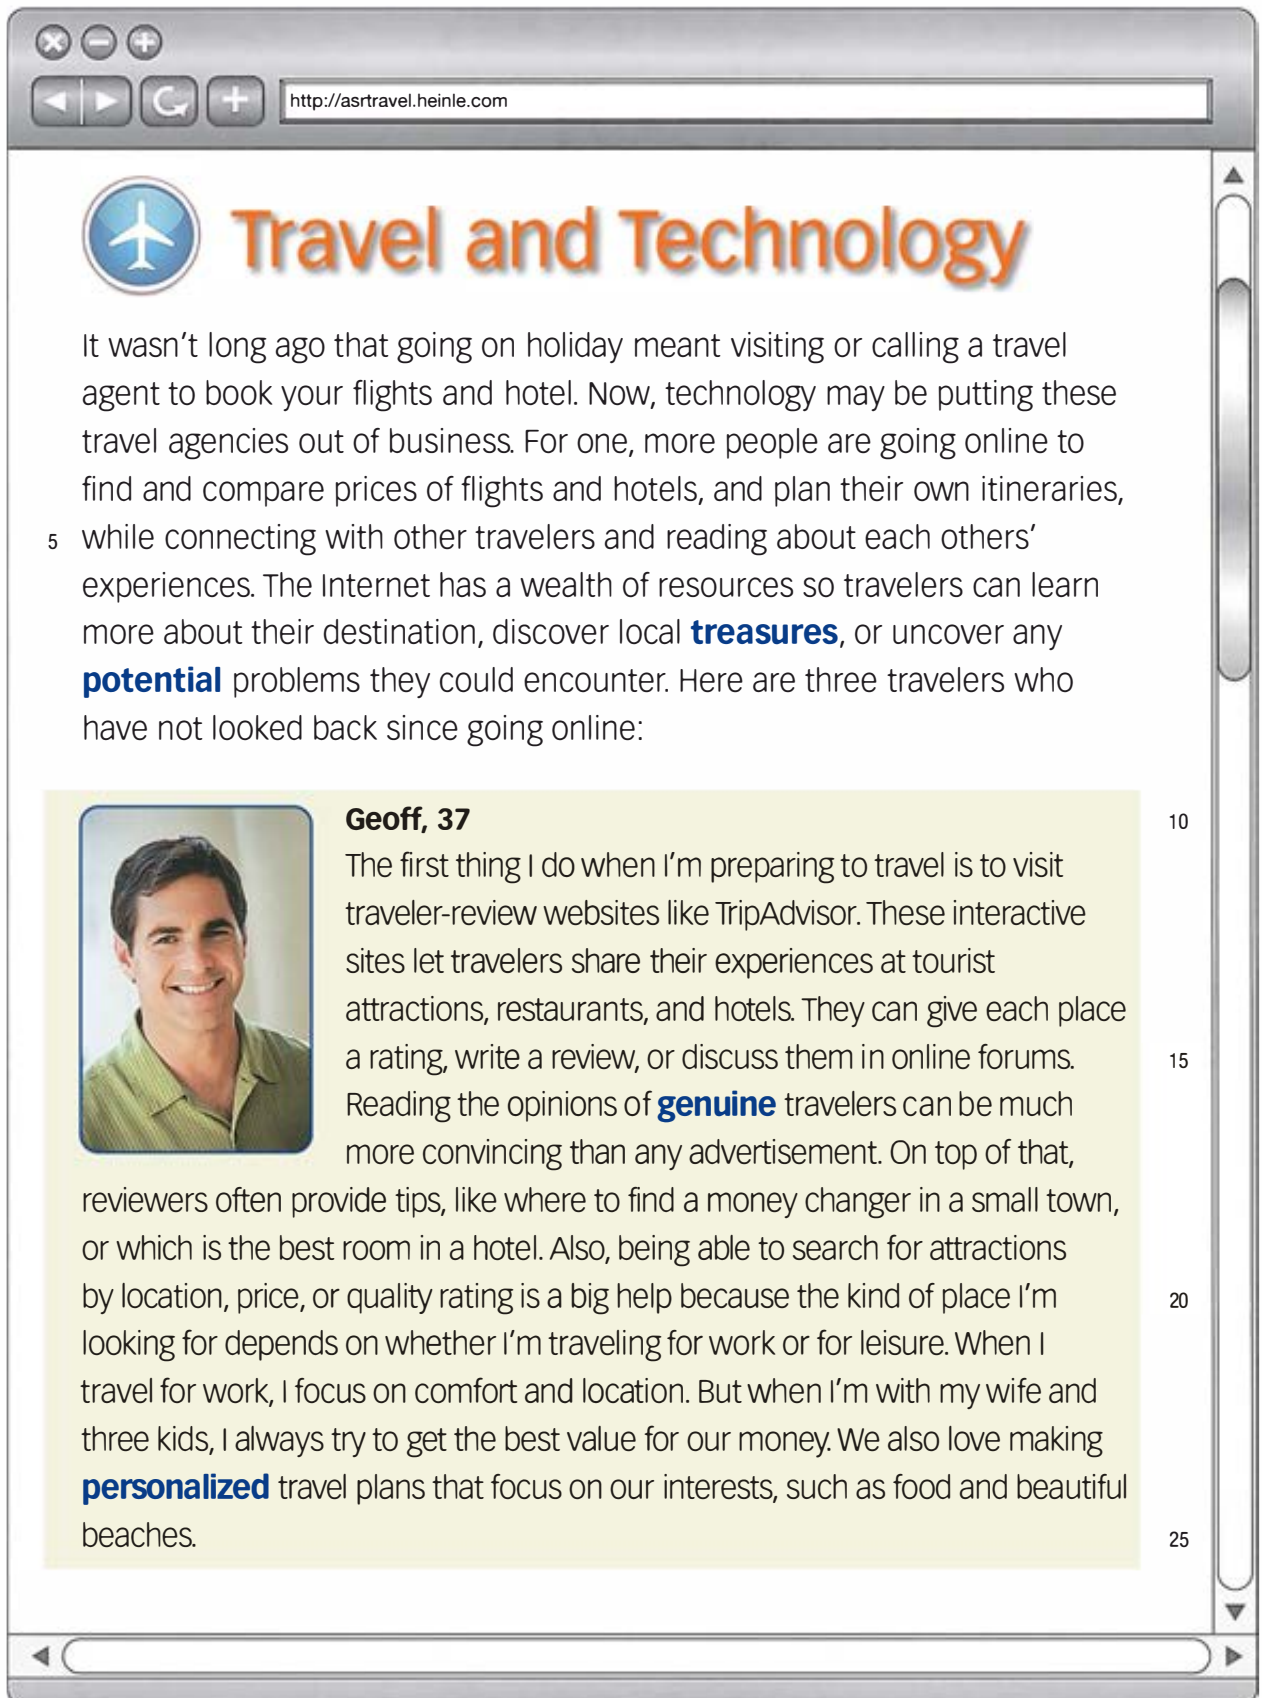 http://asrtravel.heinle.com
Travel and Technology
It wasn't long ago that going on holiday meant visiting or calling a travel
agent to book your flights and hotel. Now, technology may be putting these
travel agencies out of business. For one, more people are going online to
find and compare prices of flights and hotels, and plan their own itineraries,
5 while connecting with other travelers and reading about each others'
experiences. The Internet has a wealth of resources so travelers can learn
more about their destination, discover local treasures, or uncover any
potential problems they could encounter. Here are three travelers who
have not looked back since going online:
Geoff, 37 10
The first thing I do when I'm preparing to travel is to visit
traveler-review websites like TripAdvisor. These interactive
sites let travelers share their experiences at tourist
attractions, restaurants, and hotels. They can give each place
a rating, write a review, or discuss them in online forums. 15
Reading the opinions of genuine travelers can be much
more convincing than any advertisement. On top of that,
reviewers often provide tips, like where to find a money changer in a small town,
or which is the best room in a hotel. Also, being able to search for attractions
by location, price, or quality rating is a big help because the kind of place I'm 20
looking for depends on whether I'm traveling for work or for leisure. When I
travel for work, I focus on comfort and location. But when I'm with my wife and
three kids, I always try to get the best value for our money. We also love making
personalized travel plans that focus on our interests, such as food and beautiful
beaches. 25